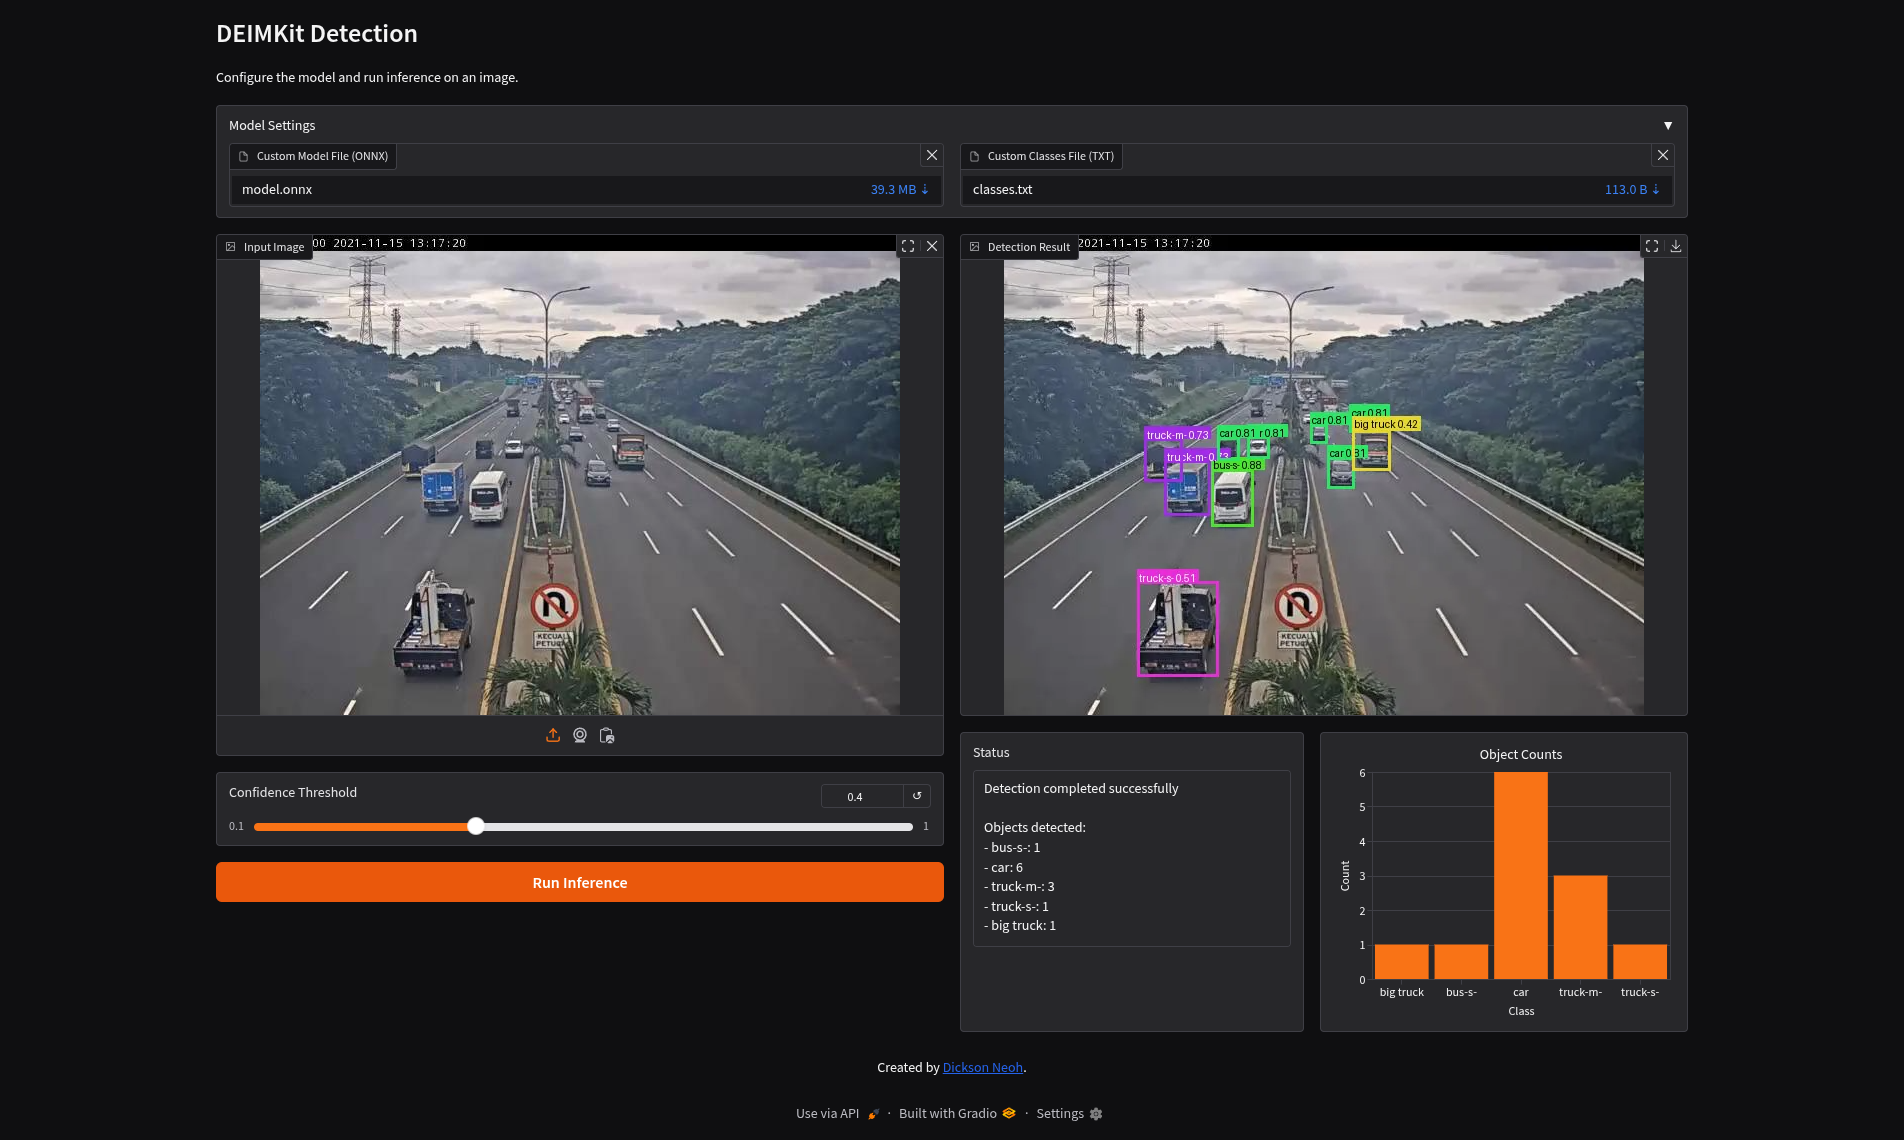 DEIMKit Detection
Configure the model and run inference on an image.
Model Settings ▼
Custom Model File (ONNX)
model.onnx 39.3 MB ↓
Custom Classes File (TXT)
classes.txt 113.0 B ↓
Input Image
00 2021-11-15 13:17:20
KECUALI
Detection Result
2021-11-15 13:17:20
truck-m- 0.73
truck-m- 0.73
car 0.81
r 0.81
bus-s- 0.88
car 0.81
car 0.81
big truck 0.42
car 0.81
truck-s- 0.51
KECUALI
Confidence Threshold
0.4 ↺
0.1
1
Run Inference
Status
Detection completed successfully
Objects detected:
- bus-s-: 1
- car: 6
- truck-m-: 3
- truck-s-: 1
- big truck: 1
Object Counts
6
5
4
3
2
1
0
Count
big truck bus-s- car truck-m- truck-s-
Class
Created by Dickson Neoh.
Use via API · Built with Gradio · Settings